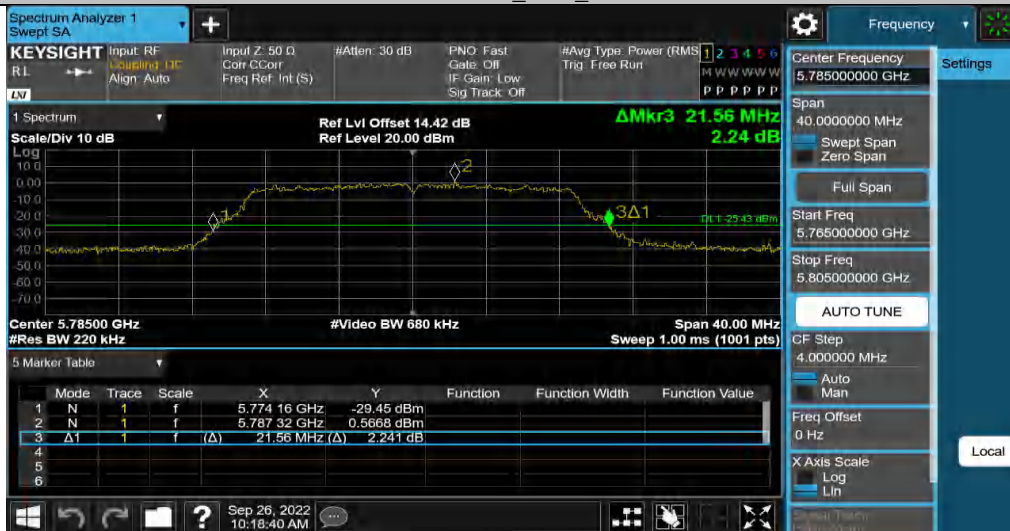 Spectrum Analyzer 1
Swept SA
Frequency
KEYSIGHT
RL
LXI
Input: RF
Coupling: DC
Align: Auto
Input Z: 50 Ω
Corr CCorr
Freq Ref: Int (S)
#Atten: 30 dB
PNO: Fast
Gate: Off
IF Gain: Low
Sig Track: Off
#Avg Type: Power (RMS
Trig: Free Run
1 2 3 4 5 6
M W W W W W
P P P P P P
1 Spectrum
Scale/Div 10 dB
Ref Lvl Offset 14.42 dB
Ref Level 20.00 dBm
ΔMkr3 21.56 MHz
2.24 dB
Log
10.0
0.00
-10.0
-20.0
-30.0
-40.0
-50.0
-60.0
-70.0
1
2
3Δ1
DL1 -25.43 dBm
Center 5.78500 GHz
#Video BW 680 kHz
Span 40.00 MHz
#Res BW 220 kHz
Sweep 1.00 ms (1001 pts)
5 Marker Table
Mode Trace Scale X Y Function Function Width Function Value
1 N 1 f 5.774 16 GHz -29.45 dBm
2 N 1 f 5.787 32 GHz 0.5668 dBm
3 Δ1 1 f (Δ) 21.56 MHz (Δ) 2.241 dB
4
5
6
Sep 26, 2022
10:18:40 AM
Center Frequency
5.785000000 GHz
Span
40.0000000 MHz
Swept Span
Zero Span
Full Span
Start Freq
5.765000000 GHz
Stop Freq
5.805000000 GHz
AUTO TUNE
CF Step
4.000000 MHz
Auto
Man
Freq Offset
0 Hz
X Axis Scale
Log
Lin
Settings
Local